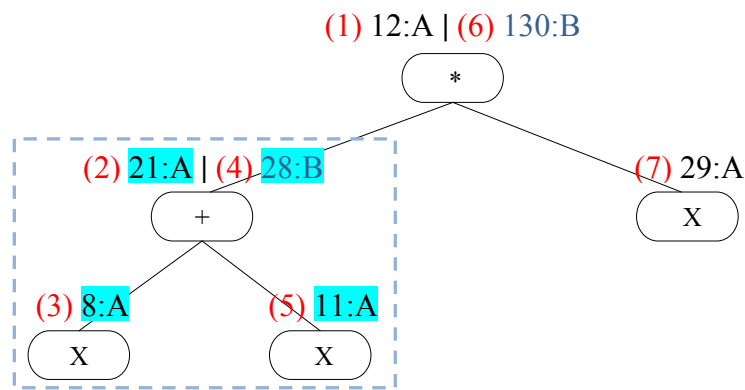 (1) 12:A | (6) 130:B
*
(2) 21:A | (4) 28:B
(7) 29:A
+
X
(3) 8:A
(5) 11:A
X
X